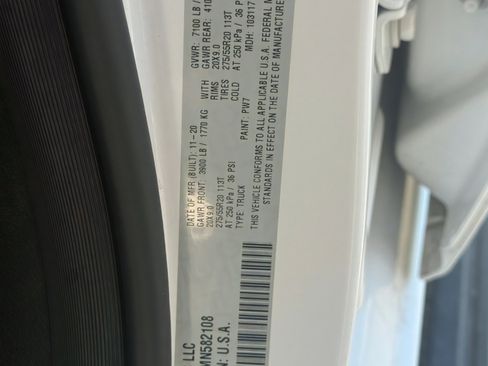 LLC
MN582108
N: U.S.A.
DATE OF MFR (BUILT): 11-20
GAWR FRONT: 3900 LB / 1770 KG WITH
20X9.0 RIMS
275/55R20 113T TIRES
AT 250 kPa / 36 PSI COLD
TYPE: TRUCK PAINT: PW7
GVWR: 7100 LB /
GAWR REAR: 410
20X9.0
275/55R20 113T
AT 250 kPa / 36 P
MDH: 103117
THIS VEHICLE CONFORMS TO ALL APPLICABLE U.S.A. FEDERAL M
STANDARDS IN EFFECT ON THE DATE OF MANUFACTURE